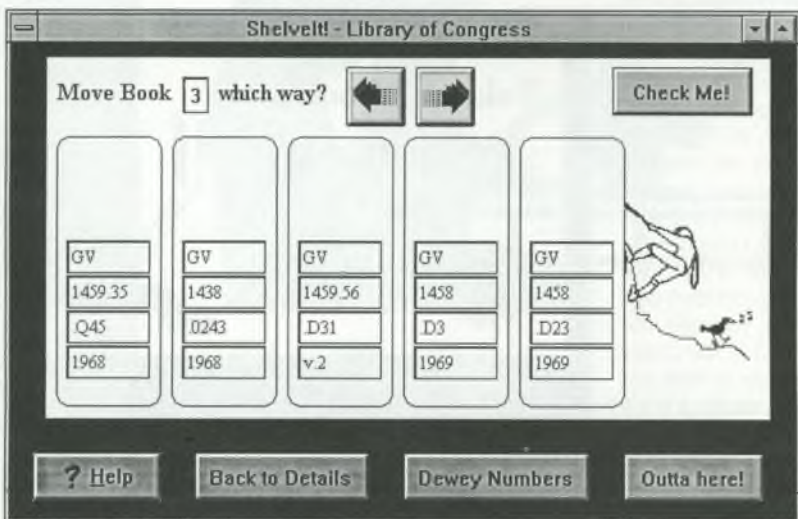 ShelveIt! - Library of Congress
Move Book 3 which way?
Check Me!
GV
1459.35
.Q45
1968
GV
1438
.0243
1968
GV
1459.56
.D31
v.2
GV
1458
.D3
1969
GV
1458
.D23
1969
? Help
Back to Details
Dewey Numbers
Outta here!